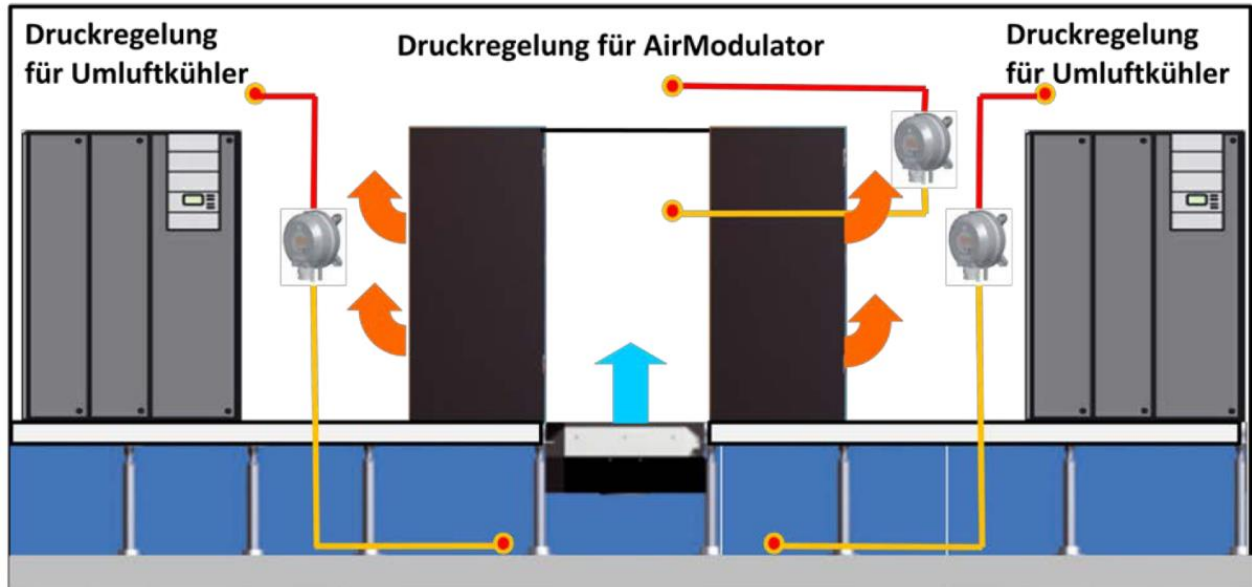 Druckregelung
für Umluftkühler
Druckregelung für AirModulator
Druckregelung
für Umluftkühler